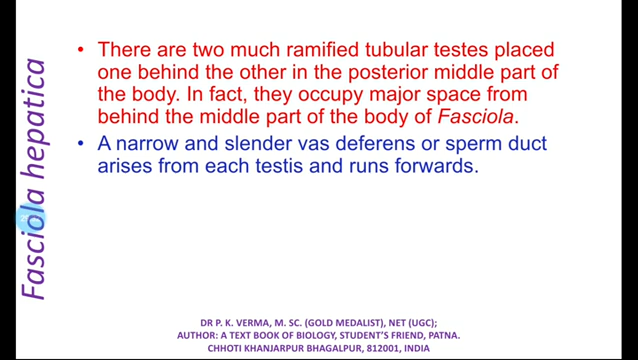 Fasciola hepatica
• There are two much ramified tubular testes placed
one behind the other in the posterior middle part of
the body. In fact, they occupy major space from
behind the middle part of the body of Fasciola.
• A narrow and slender vas deferens or sperm duct
arises from each testis and runs forwards.
DR P. K. VERMA, M. SC. (GOLD MEDALIST), NET (UGC);
AUTHOR: A TEXT BOOK OF BIOLOGY, STUDENT'S FRIEND, PATNA.
CHHOTI KHANJARPUR BHAGALPUR, 812001, INDIA